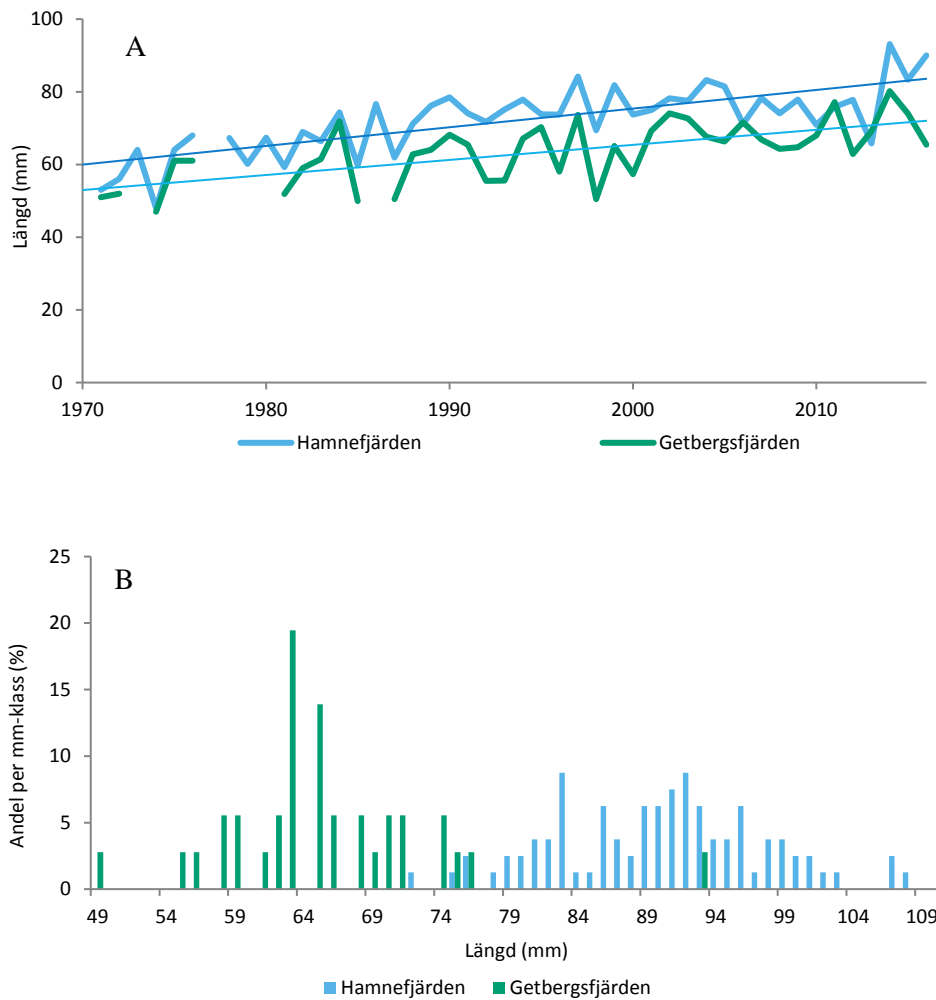 A
Längd (mm)
100
80
60
40
20
0
1970 1980 1990 2000 2010
Hamnefjärden Getbergsfjärden
B
Andel per mm-klass (%)
25
20
15
10
5
0
49 54 59 64 69 74 79 84 89 94 99 104 109
Längd (mm)
Hamnefjärden Getbergsfjärden